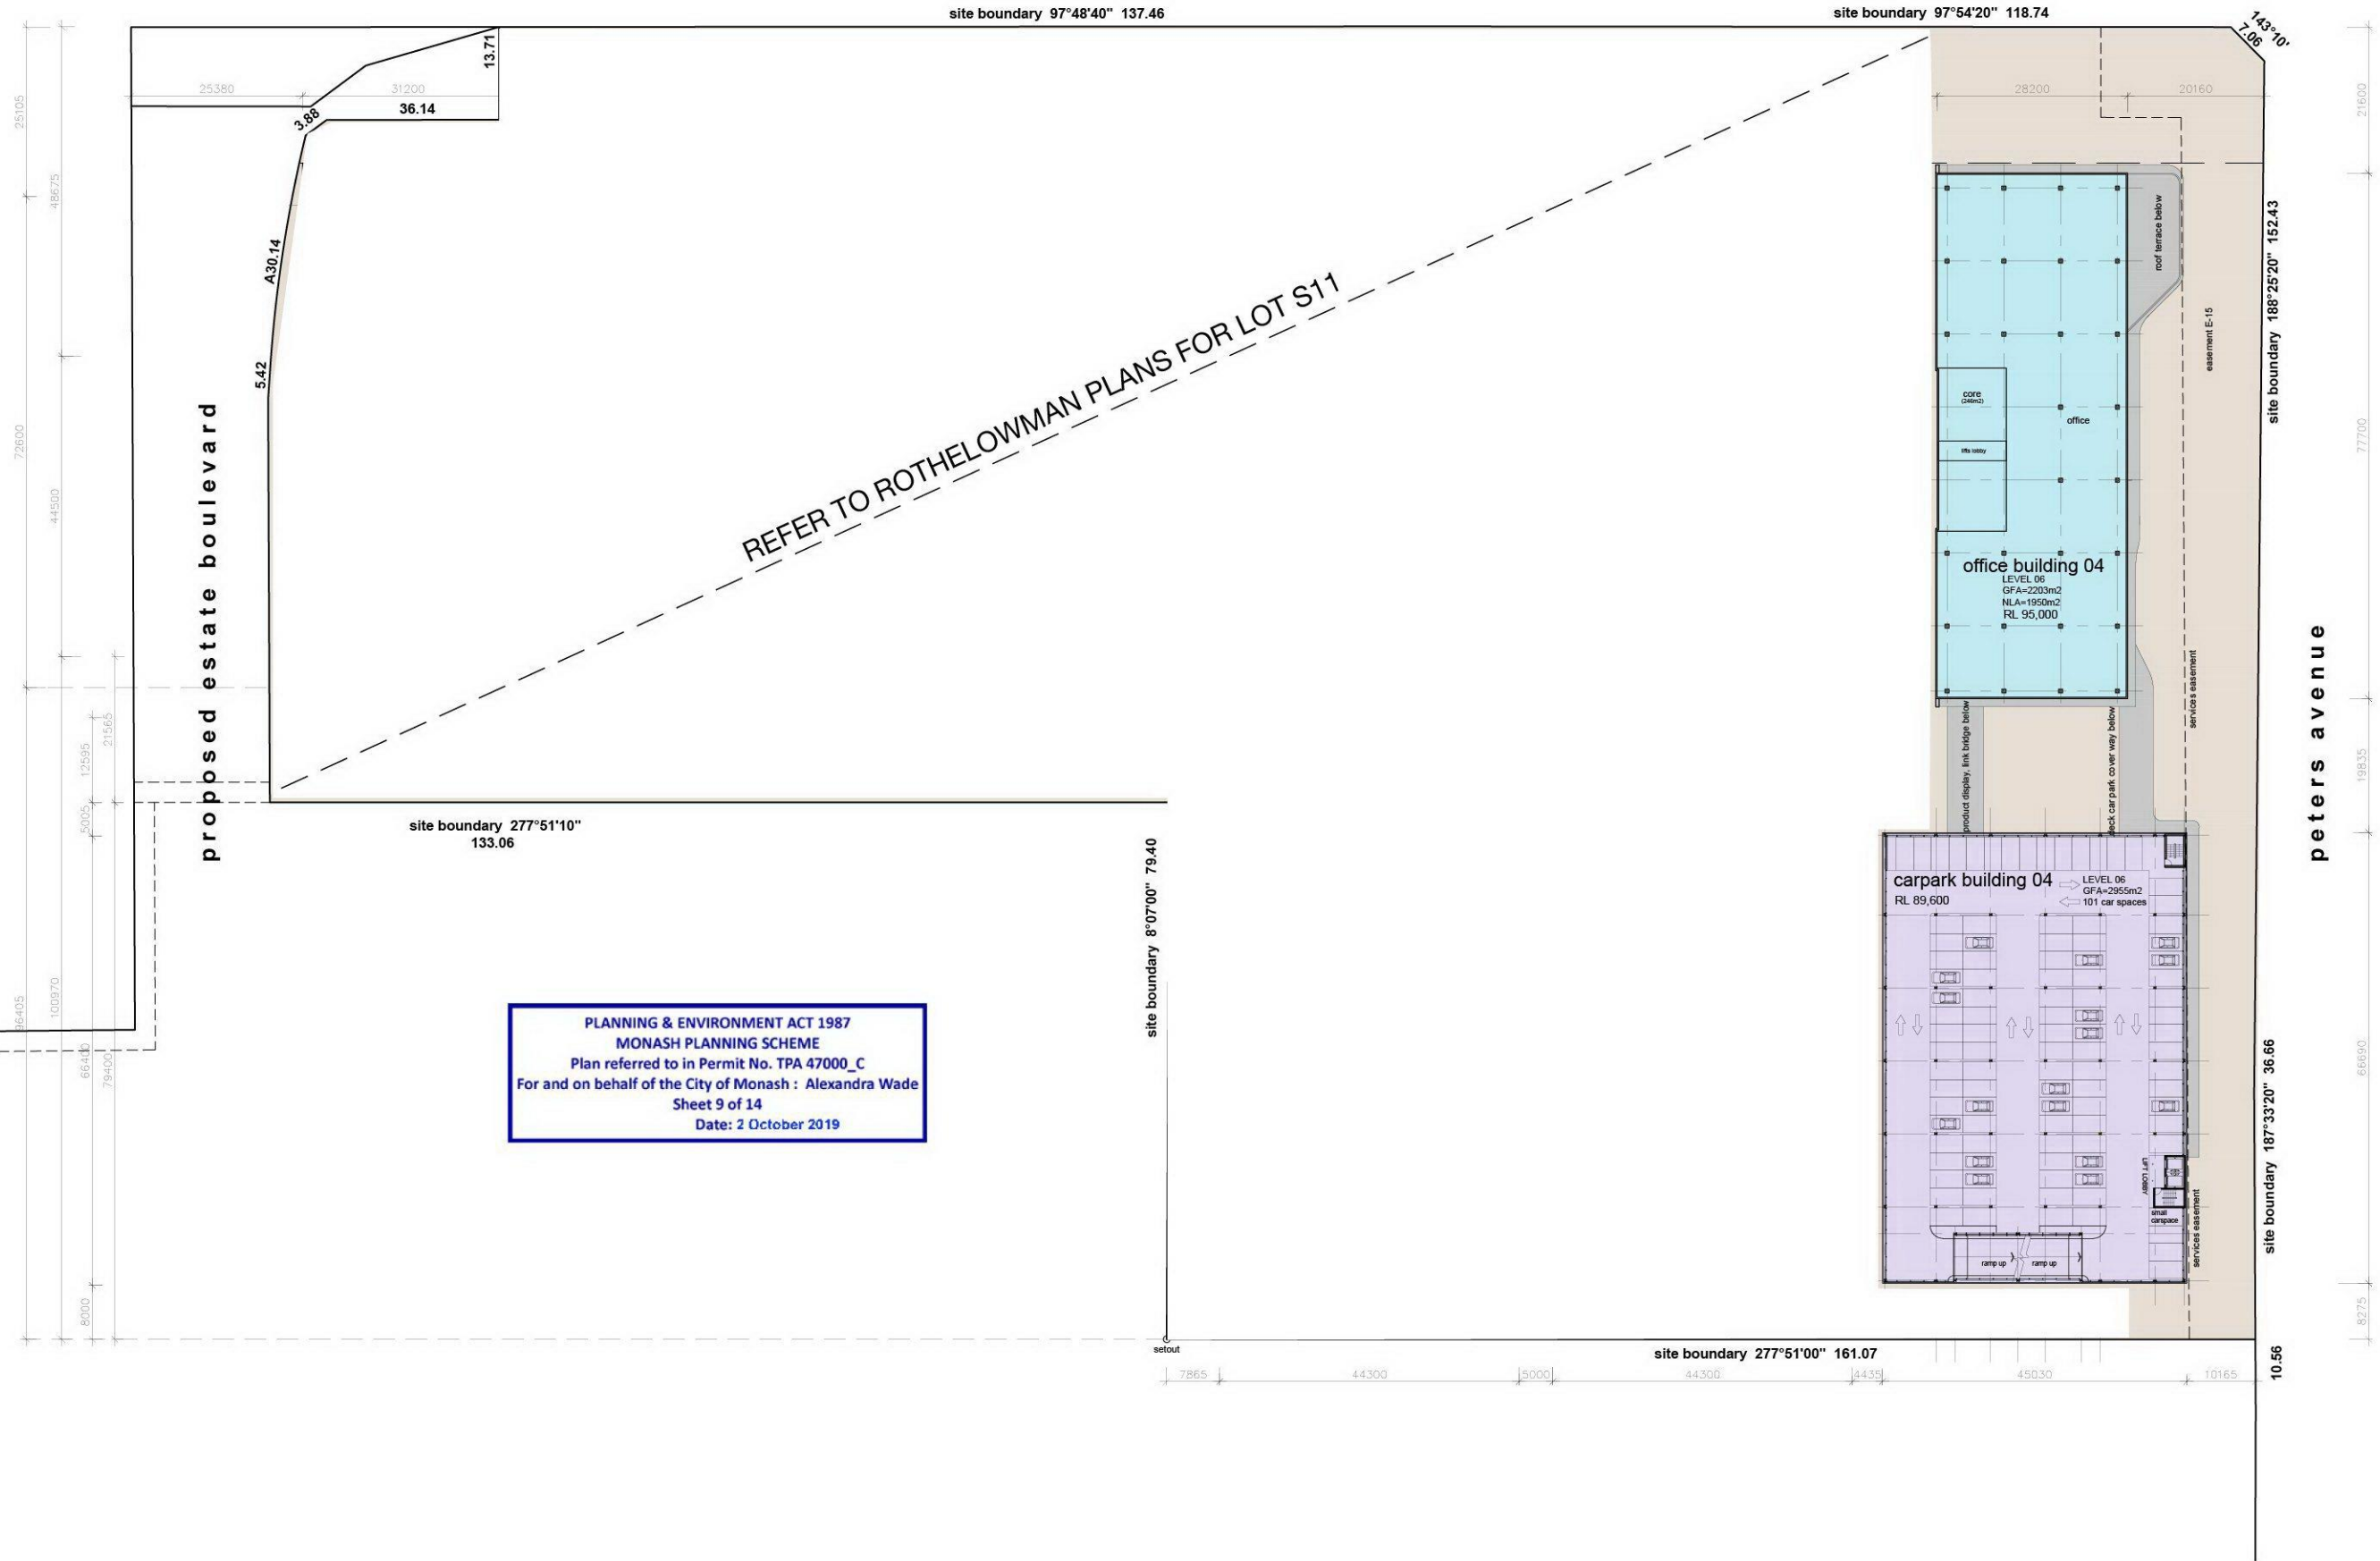 site boundary 97°48'40" 137.46
site boundary 97°54'20" 118.74
143°10'
7.06
13.71
25380
31200
36.14
3.88
28200
20160
25105
48675
21600
A30.14
5.42
REFER TO ROTHELOWMAN PLANS FOR LOT S11
roof terrace below
site boundary 188°25'20" 152.43
easement E-15
core
(246m2)
office
lifts lobby
72600
44500
77700
proposed estate boulevard
office building 04
LEVEL 06
GFA=2203m2
NLA=1950m2
RL 95,000
services easement
peters avenue
21565
12595
5005
product display, link bridge below
deck car park cover way below
19835
site boundary 277°51'10"
133.06
site boundary 8°07'00" 79.40
carpark building 04
RL 89,600
LEVEL 06
GFA=2955m2
101 car spaces
96405
100970
66400
79400
PLANNING & ENVIRONMENT ACT 1987
MONASH PLANNING SCHEME
Plan referred to in Permit No. TPA 47000_C
For and on behalf of the City of Monash : Alexandra Wade
Sheet 9 of 14
Date: 2 October 2019
site boundary 187°33'20" 36.66
66690
LIFT LOBBY
small
carspace
services easement
ramp up
ramp up
8000
8275
setout
site boundary 277°51'00" 161.07
10.56
7865
44300
5000
44300
4435
45030
10165